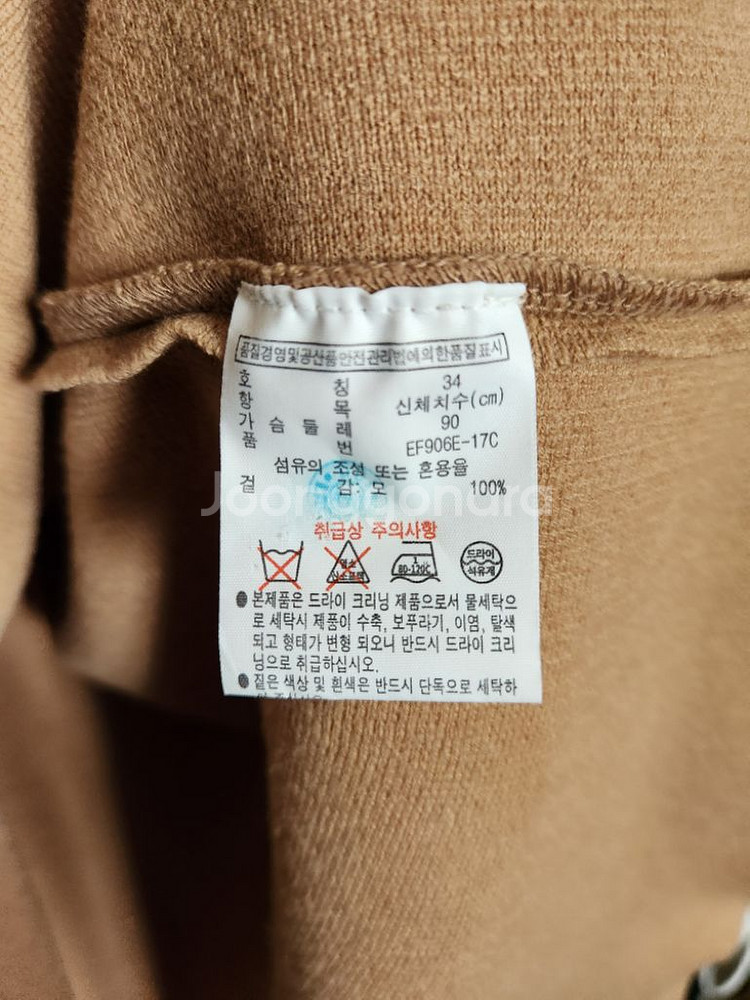 품질경영및공산품안전관리법에의한품질표시
호 칭 34
항 목 신체치수(cm)
가 슴 둘 레 90
품 번 EF906E-17C
섬유의 조성 또는 혼용율
겉 감: 모 100%
Joonggonara
취급상 주의사항
드라이
80-120℃
석유계
●본제품은 드라이 크리닝 제품으로서 물세탁으
로 세탁시 제품이 수축, 보푸라기, 이염, 탈색
되고 형태가 변형 되오니 반드시 드라이 크리
닝으로 취급하십시오.
●짙은 색상 및 흰색은 반드시 단독으로 세탁하